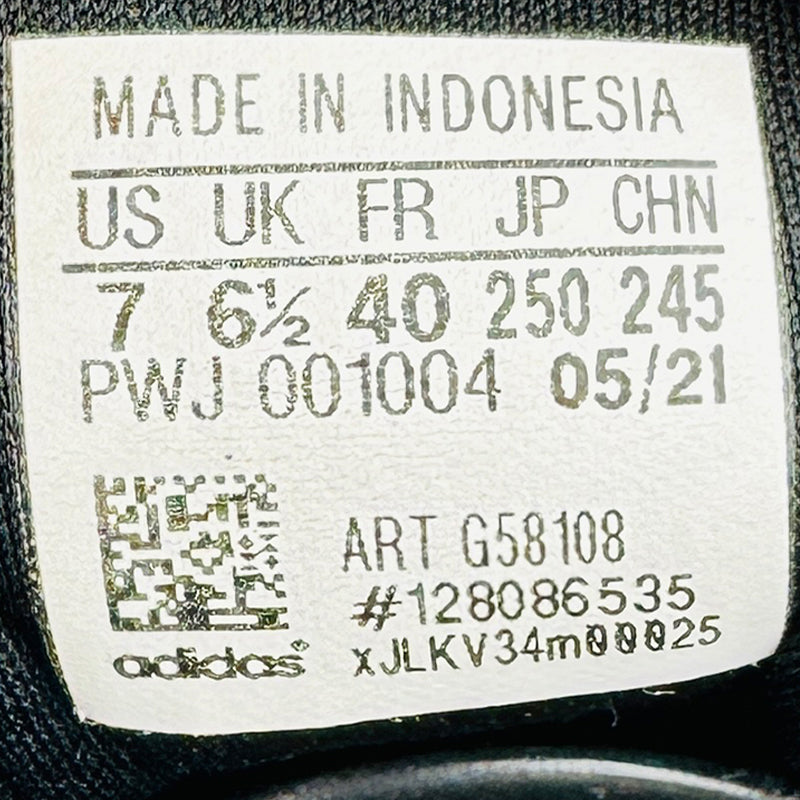 MADE IN INDONESIA
US UK FR JP CHN
7 6½ 40 250 245
PWJ 001004 05/21
ART G58108
#128086535
adidas xJLKV34m00025